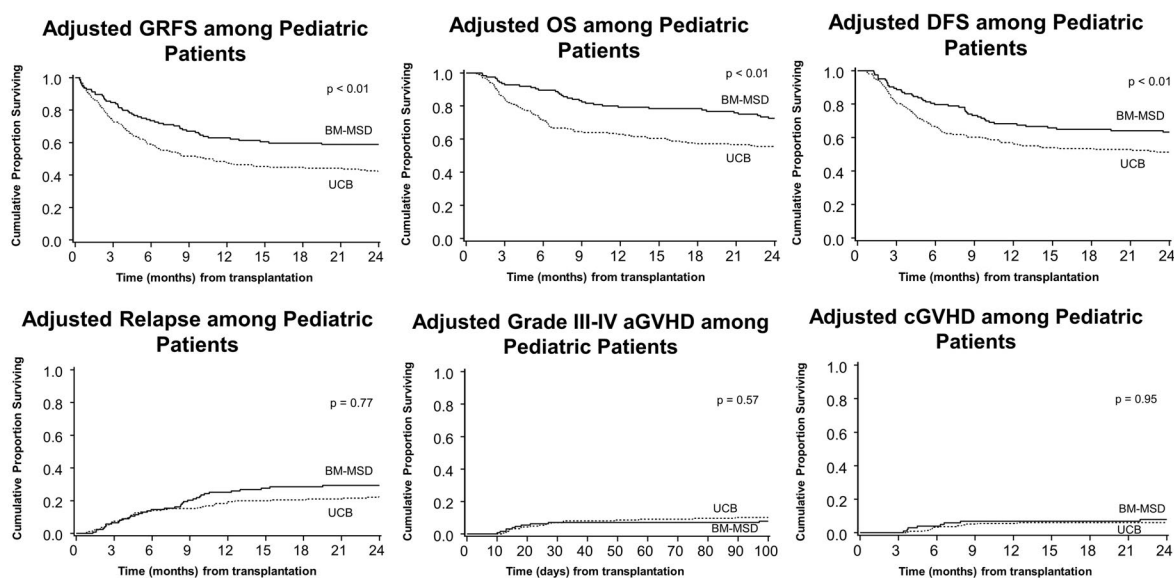 Adjusted GRFS among Pediatric
Patients
Cumulative Proportion Surviving
1.0
0.8
0.6
0.4
0.2
0.0
p < 0.01
BM-MSD
UCB
0 3 6 9 12 15 18 21 24
Time (months) from transplantation
Adjusted OS among Pediatric
Patients
Cumulative Proportion Surviving
1.0
0.8
0.6
0.4
0.2
0.0
p < 0.01
BM-MSD
UCB
0 3 6 9 12 15 18 21 24
Time (months) from transplantation
Adjusted DFS among Pediatric
Patients
Cumulative Proportion Surviving
1.0
0.8
0.6
0.4
0.2
0.0
p < 0.01
BM-MSD
UCB
0 3 6 9 12 15 18 21 24
Time (months) from transplantation
Adjusted Relapse among Pediatric
Patients
Cumulative Proportion Surviving
1.0
0.8
0.6
0.4
0.2
0.0
p = 0.77
BM-MSD
UCB
0 3 6 9 12 15 18 21 24
Time (months) from transplantation
Adjusted Grade III-IV aGVHD among
Pediatric Patients
Cumulative Proportion Surviving
1.0
0.8
0.6
0.4
0.2
0.0
p = 0.57
UCB
BM-MSD
0 10 20 30 40 50 60 70 80 90 100
Time (days) from transplantation
Adjusted cGVHD among Pediatric
Patients
Cumulative Proportion Surviving
1.0
0.8
0.6
0.4
0.2
0.0
p = 0.95
BM-MSD
UCB
0 3 6 9 12 15 18 21 24
Time (months) from transplantation